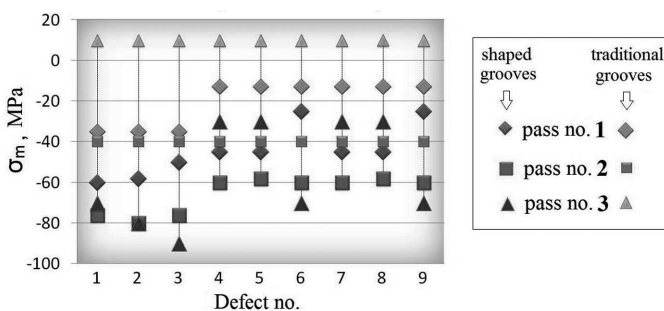 20
0
-20
-40
-60
-80
-100
σm , MPa
1 2 3 4 5 6 7 8 9
Defect no.
shaped grooves
traditional grooves
pass no. 1
pass no. 2
pass no. 3